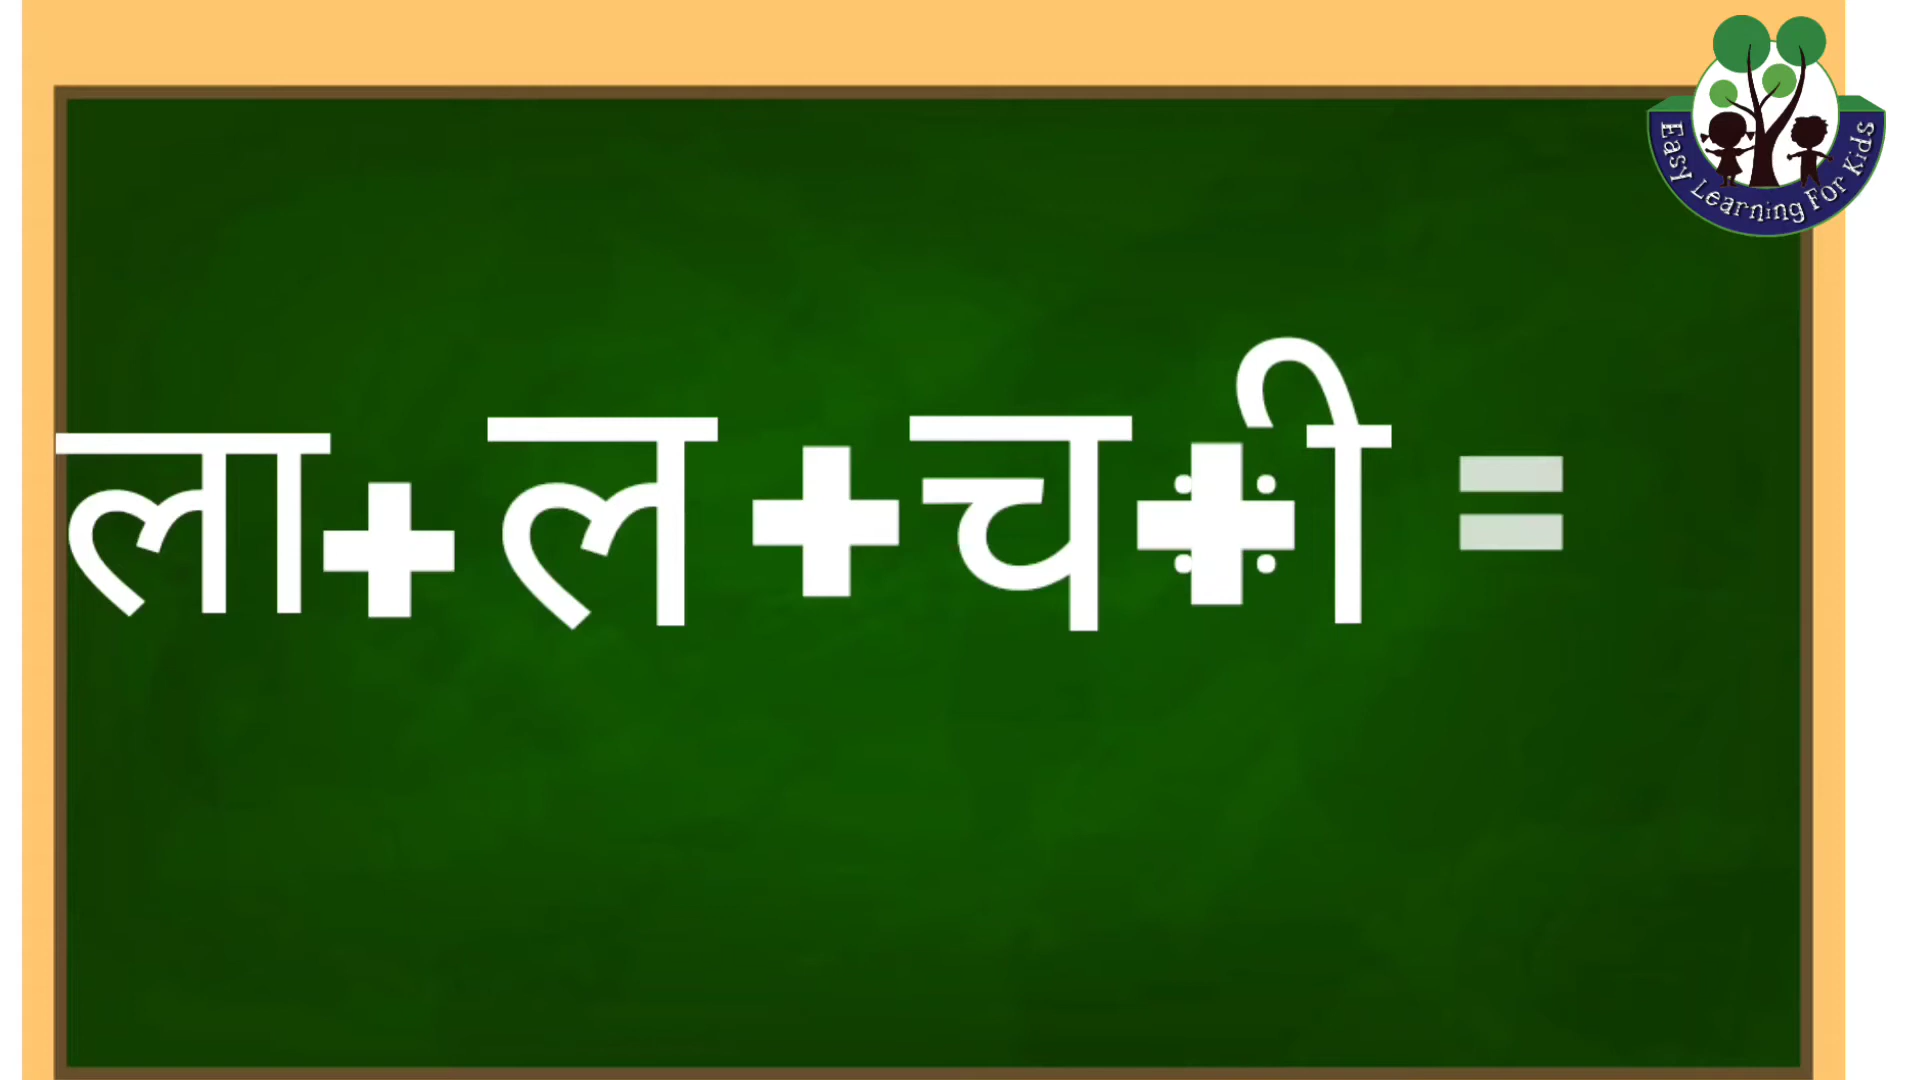 Easy Learning For Kids
ला+ ल + च + ी =